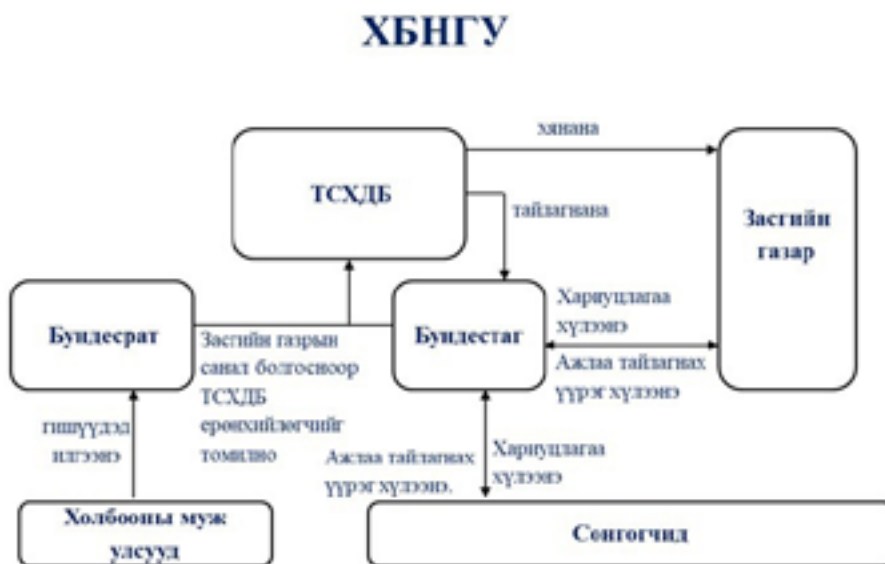 ХБНГУ
хянана
ТСХДБ
тайлагнана
Засгийн
газар
Бундесрат
Бундестаг
Хариуцлагаа
хүлээнэ
Засгийн газрын
санал болгосноор
ТСХДБ
ерөнхийлөгчийг
томилно
Ажлаа тайлагнах
үүрэг хүлээнэ
гишүүдэд
илгээнэ
Ажлаа тайлагнах
үүрэг хүлээнэ.
Хариуцлагаа
хүлээнэ
Холбооны муж
улсууд
Сонгогчид